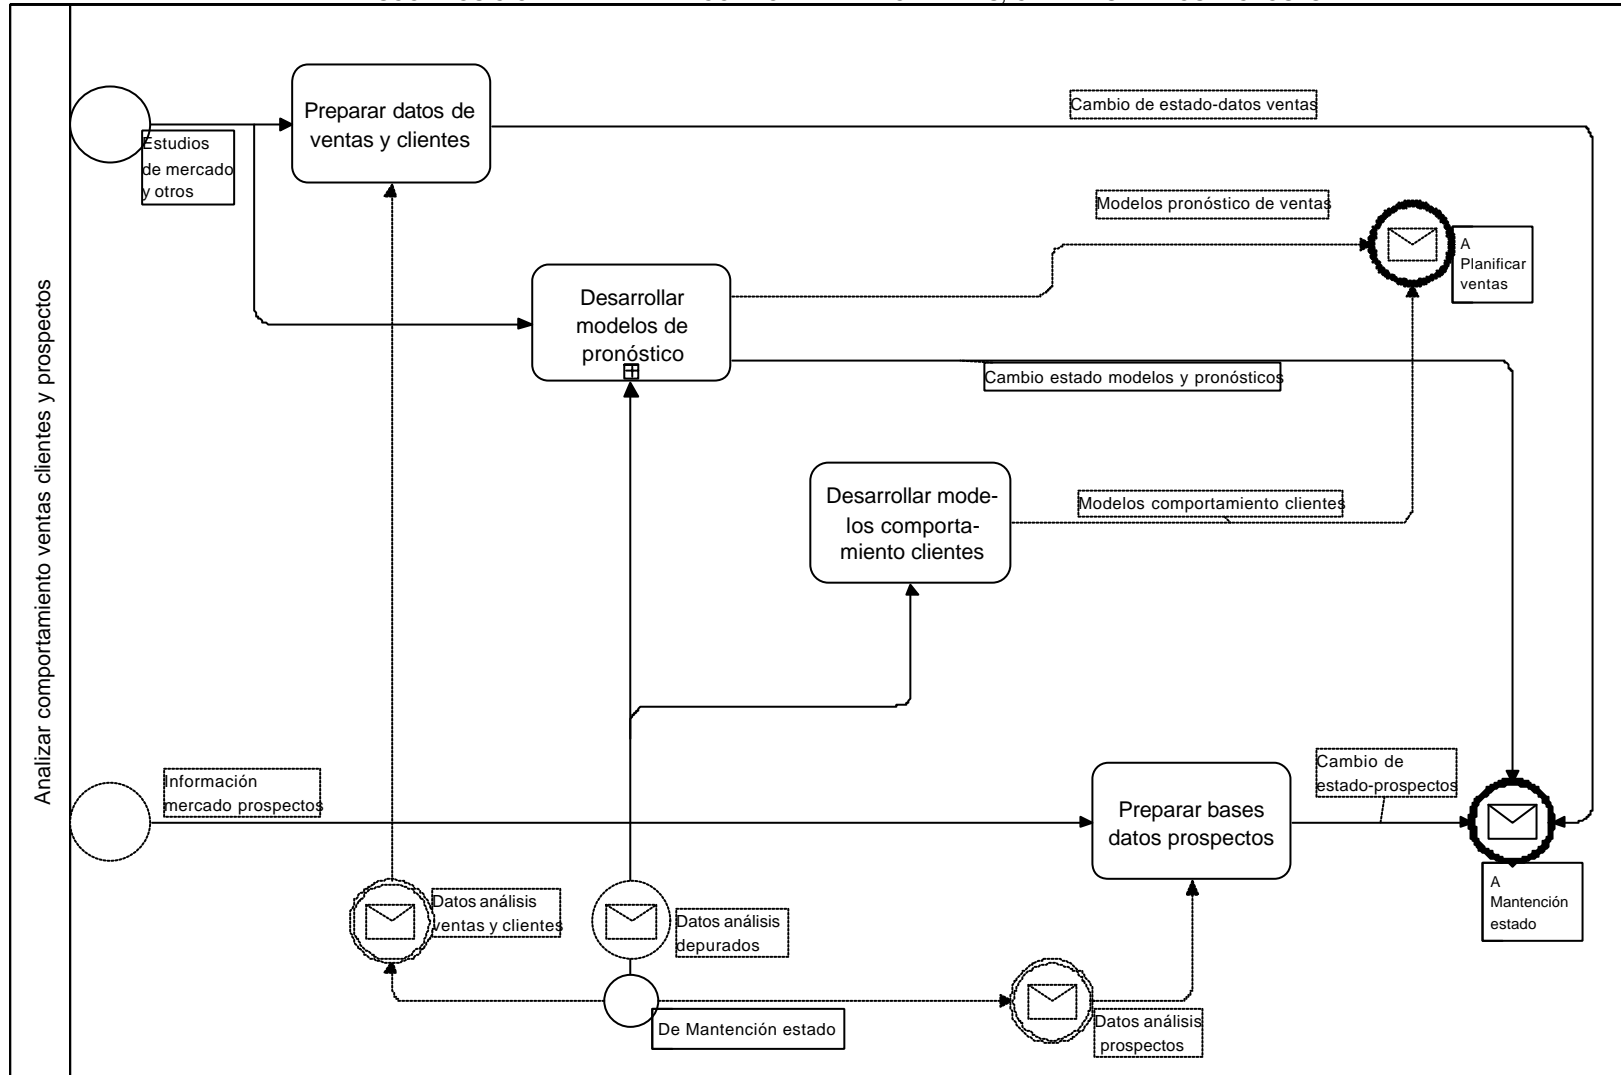 Analizar comportamiento ventas clientes y prospectos
Preparar datos de
ventas y clientes
Estudios
de mercado
y otros
Cambio de estado-datos ventas
Modelos pronóstico de ventas
A
Planificar
ventas
Desarrollar
modelos de
pronóstico
Cambio estado modelos y pronósticos
Desarrollar mode-
los comporta-
miento clientes
Modelos comportamiento clientes
Información
mercado prospectos
Preparar bases
datos prospectos
Cambio de
estado-prospectos
A
Mantención
estado
Datos análisis
ventas y clientes
Datos análisis
depurados
De Mantención estado
Datos análisis
prospectos